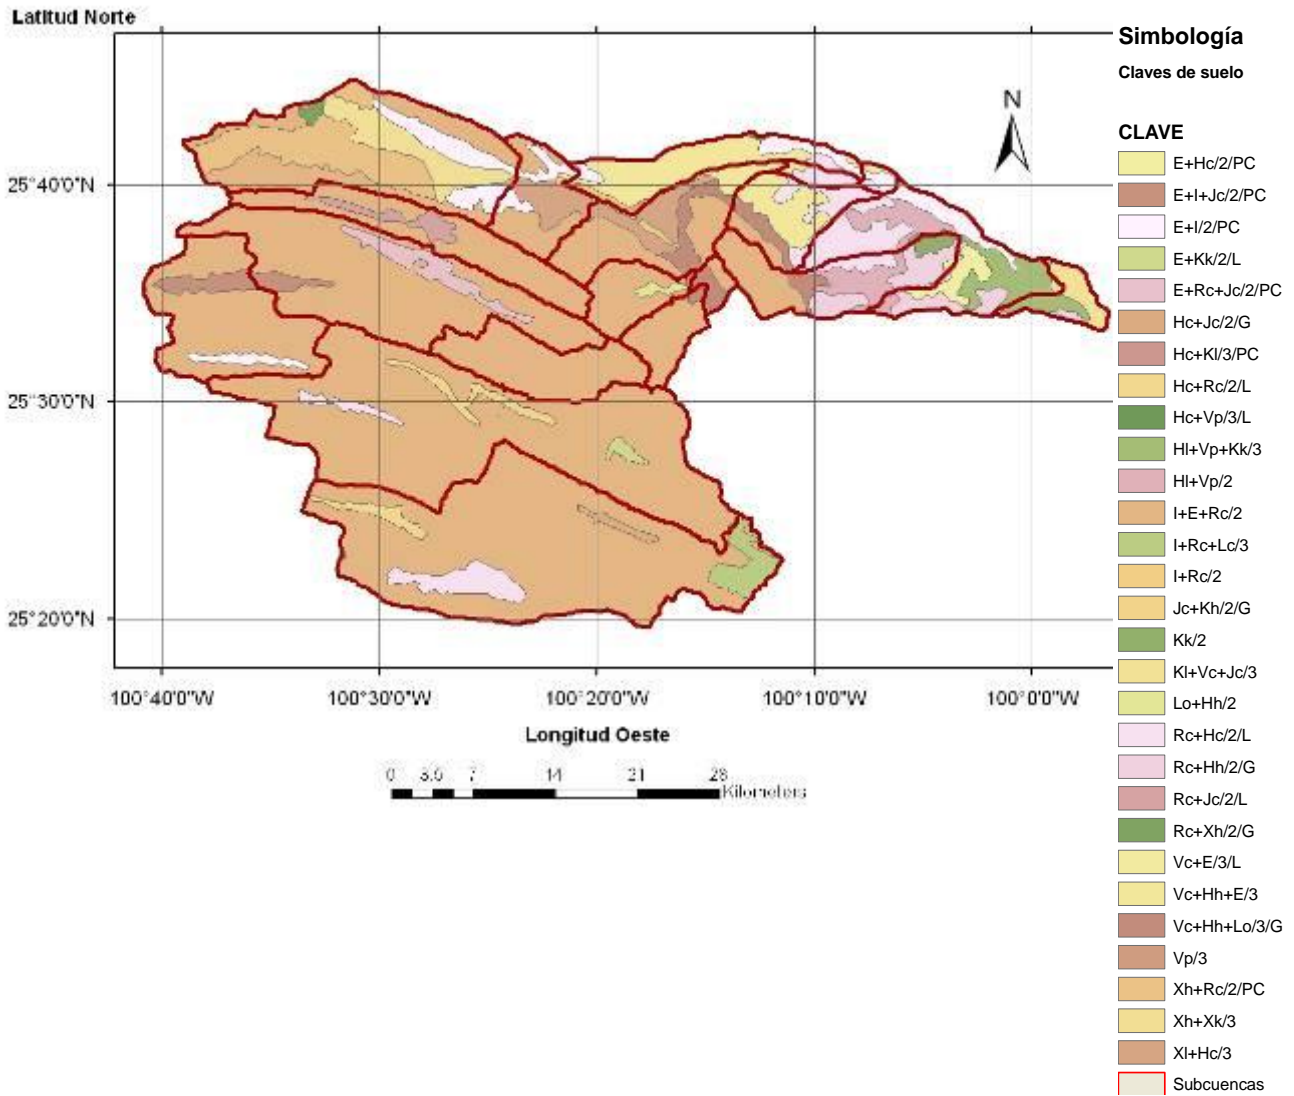 Latitud Norte
Simbología
Claves de suelo
N
CLAVE
E+Hc/2/PC
25°40'0"N
E+I+Jc/2/PC
E+I/2/PC
E+Kk/2/L
E+Rc+Jc/2/PC
Hc+Jc/2/G
Hc+Kl/3/PC
Hc+Rc/2/L
25°30'0"N
Hc+Vp/3/L
Hl+Vp+Kk/3
Hl+Vp/2
I+E+Rc/2
I+Rc+Lc/3
I+Rc/2
Jc+Kh/2/G
25°20'0"N
Kk/2
Kl+Vc+Jc/3
100°40'0"W 100°30'0"W 100°20'0"W 100°10'0"W 100°0'0"W
Lo+Hh/2
Longitud Oeste
Rc+Hc/2/L
Rc+Hh/2/G
0 3.5 7 14 21 28
Kilometers
Rc+Jc/2/L
Rc+Xh/2/G
Vc+E/3/L
Vc+Hh+E/3
Vc+Hh+Lo/3/G
Vp/3
Xh+Rc/2/PC
Xh+Xk/3
Xl+Hc/3
Subcuencas